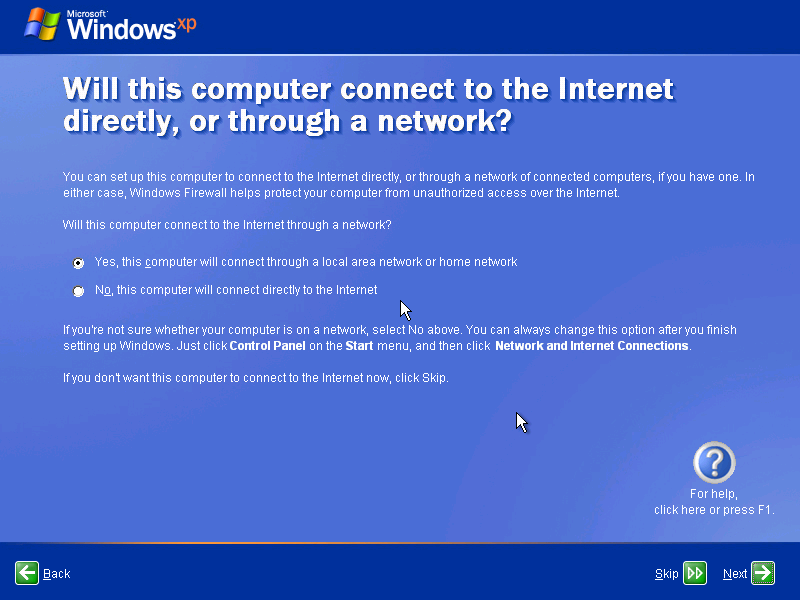 Microsoft®
Windows xp
Will this computer connect to the Internet
directly, or through a network?
You can set up this computer to connect to the Internet directly, or through a network of connected computers, if you have one. In
either case, Windows Firewall helps protect your computer from unauthorized access over the Internet.
Will this computer connect to the Internet through a network?
Yes, this computer will connect through a local area network or home network
No, this computer will connect directly to the Internet
If you're not sure whether your computer is on a network, select No above. You can always change this option after you finish
setting up Windows. Just click Control Panel on the Start menu, and then click Network and Internet Connections.
If you don't want this computer to connect to the Internet now, click Skip.
For help,
click here or press F1.
Back
Skip
Next